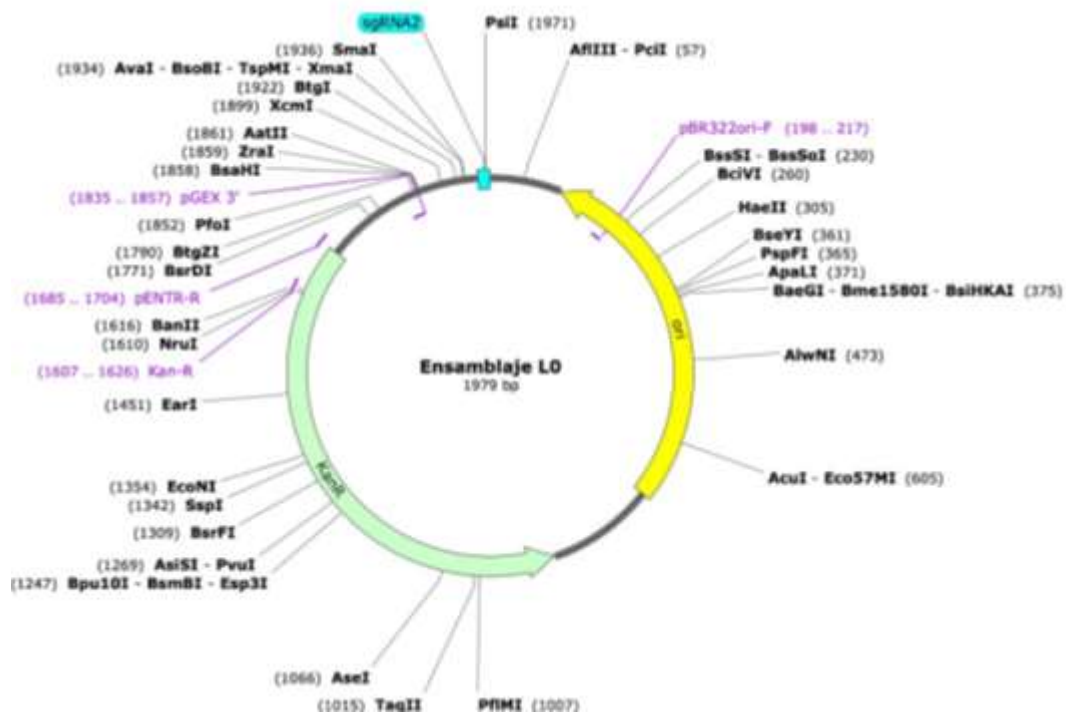 sgRNA2
PsiI (1971)
(1936) SmaI
AflIII - PciI (57)
(1934) AvaI - BsoBI - TspMI - XmaI
(1922) BtgI
(1899) XcmI
(1861) AatII
(1859) ZraI
(1858) BsaHI
(1835 .. 1857) pGEX 3'
(1852) PfoI
(1780) BtgZI
(1771) BsrDI
(1685 .. 1704) pENTR-R
(1616) BanII
(1610) NruI
(1607 .. 1626) Kan-R
(1451) EarI
(1354) EcoNI
(1342) SspI
(1309) BsrFI
(1269) AsiSI - PvuI
(1247) Bpu10I - BsmBI - Esp3I
(1066) AseI
(1015) TaqII
PflMI (1007)
pBR322ori-F (198 .. 217)
BssSI - BssSαI (230)
BciVI (260)
HaeII (305)
BseYI (361)
PspFI (365)
ApaLI (371)
BaeGI - Bme1580I - BsiHKAI (375)
AlwNI (473)
AcuI - Eco57MI (605)
ori
KanR
Ensamblaje L0
1979 bp